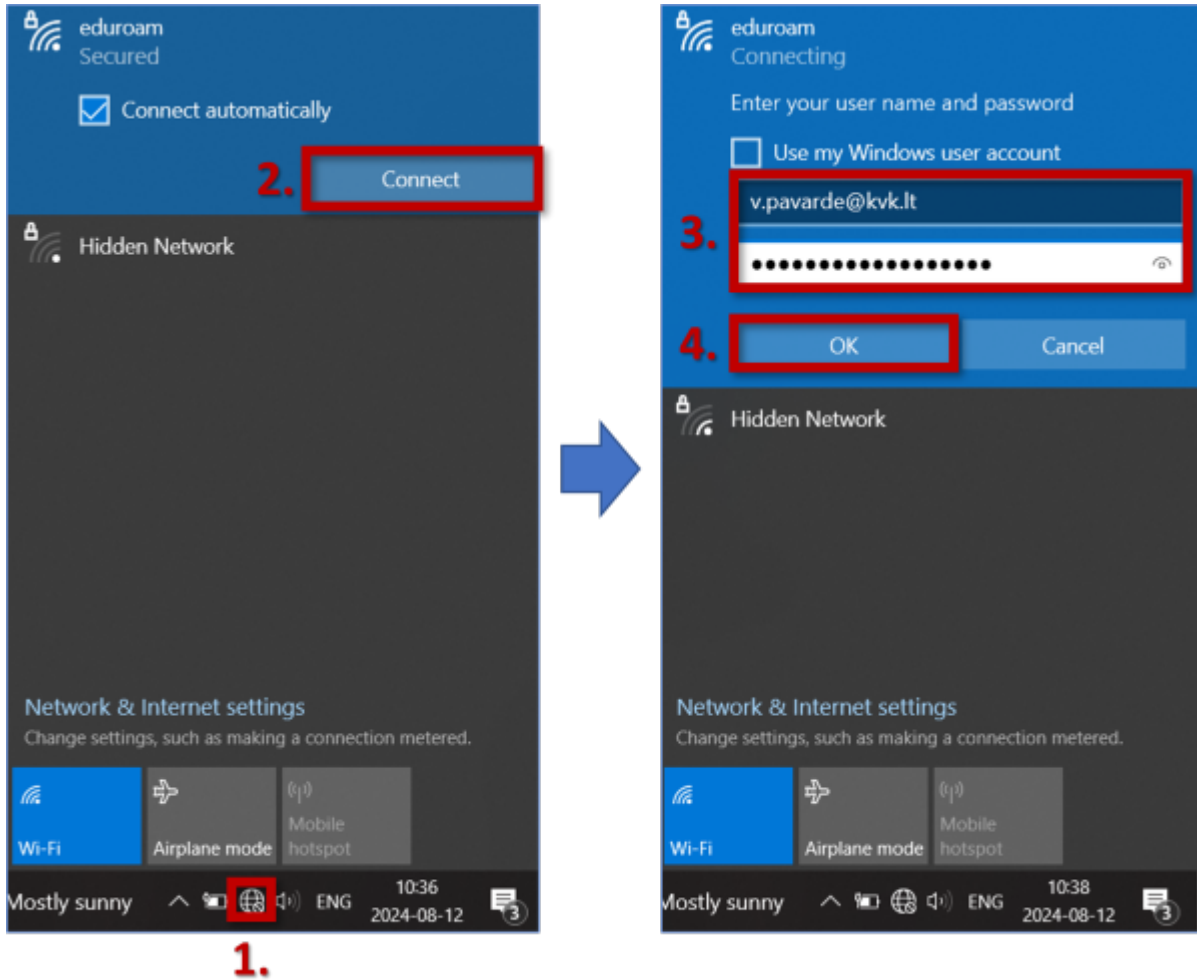 eduroam
Secured
Connect automatically
2.
Connect
Hidden Network
Network & Internet settings
Change settings, such as making a connection metered.
Wi-Fi
Airplane mode
Mobile
hotspot
Mostly sunny
ENG
10:36
2024-08-12
3
1.
eduroam
Connecting
Enter your user name and password
Use my Windows user account
3.
v.pavarde@kvk.lt
••••••••••••••••••
4.
OK
Cancel
Hidden Network
Network & Internet settings
Change settings, such as making a connection metered.
Wi-Fi
Airplane mode
Mobile
hotspot
Mostly sunny
ENG
10:38
2024-08-12
3